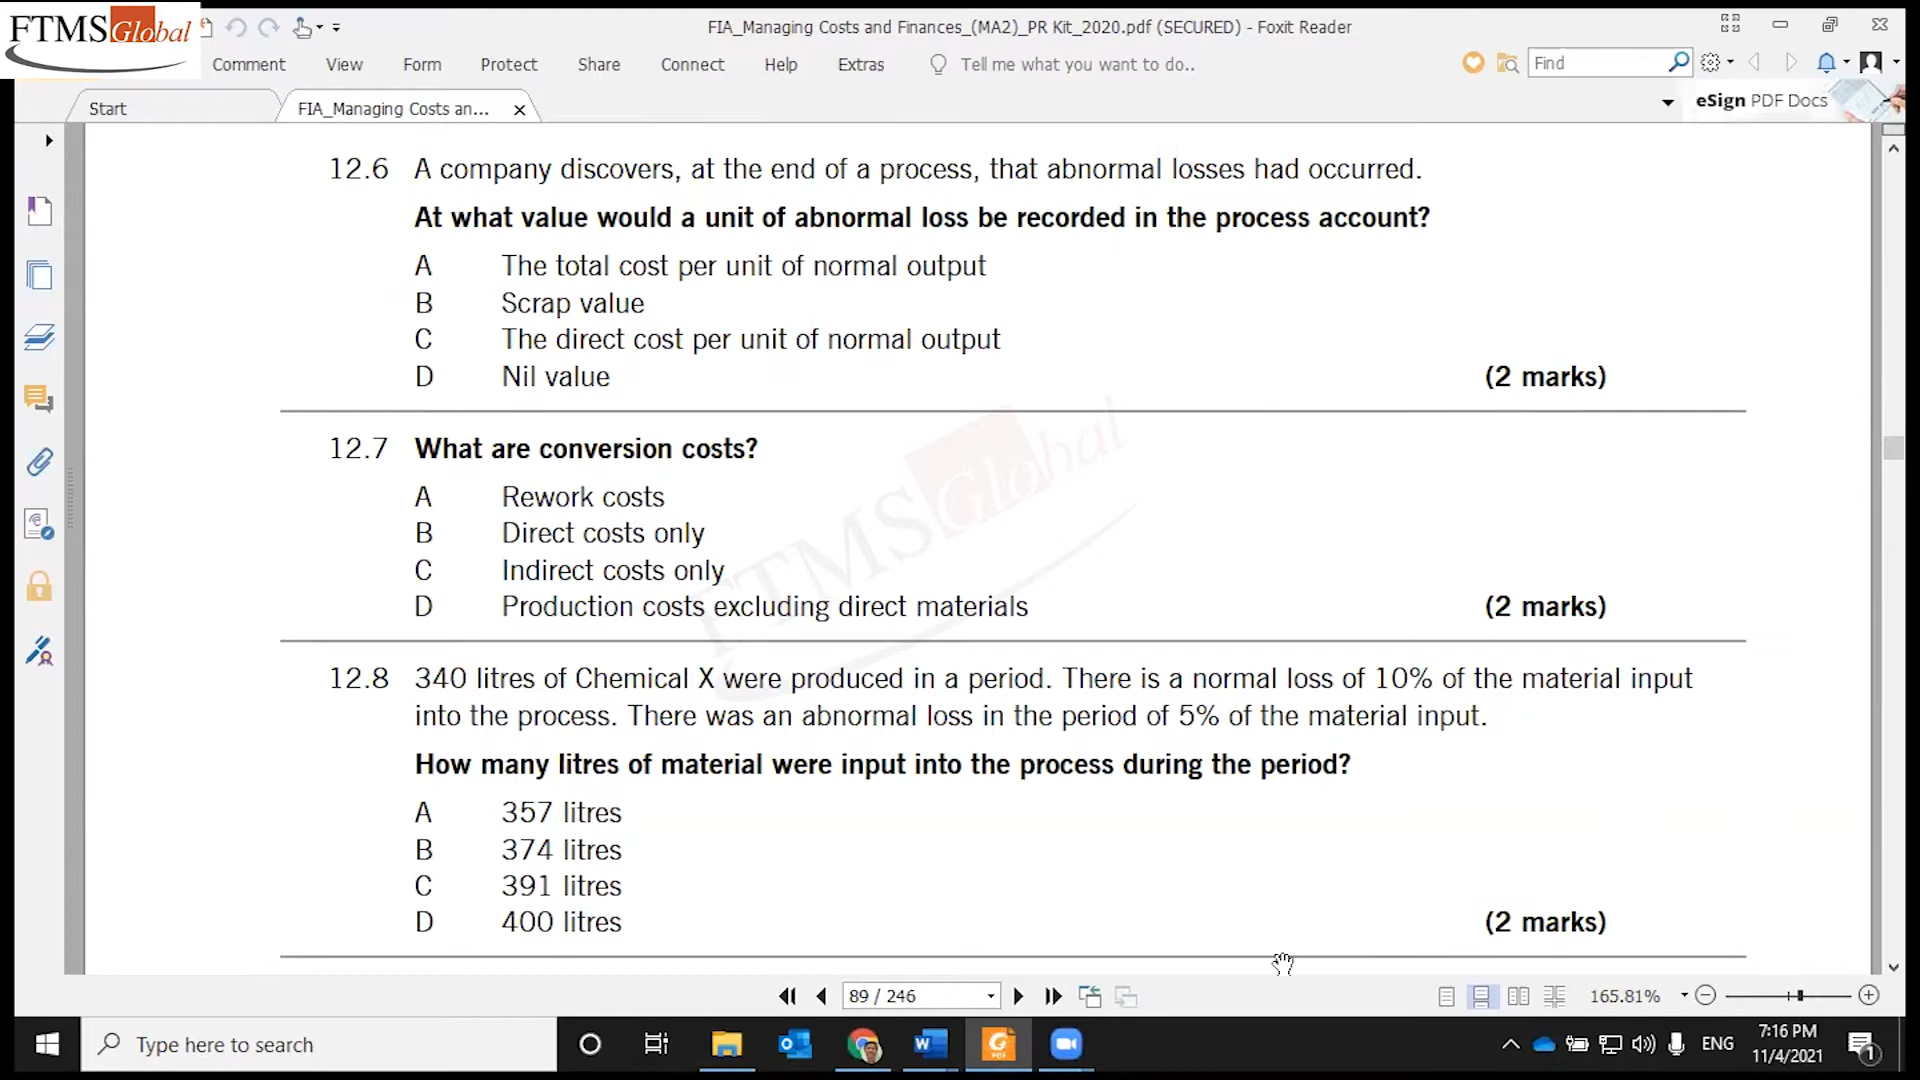 FTMSGlobal
FIA_Managing Costs and Finances_(MA2)_PR Kit_2020.pdf (SECURED) - Foxit Reader
Comment View Form Protect Share Connect Help Extras Tell me what you want to do.. Find
Start FIA_Managing Costs an... eSign PDF Docs
12.6 A company discovers, at the end of a process, that abnormal losses had occurred.
At what value would a unit of abnormal loss be recorded in the process account?
A The total cost per unit of normal output
B Scrap value
C The direct cost per unit of normal output
D Nil value (2 marks)
12.7 What are conversion costs?
A Rework costs
B Direct costs only
C Indirect costs only
D Production costs excluding direct materials (2 marks)
FTMSGlobal
12.8 340 litres of Chemical X were produced in a period. There is a normal loss of 10% of the material input
into the process. There was an abnormal loss in the period of 5% of the material input.
How many litres of material were input into the process during the period?
A 357 litres
B 374 litres
C 391 litres
D 400 litres (2 marks)
89 / 246 165.81%
Type here to search ENG 7:16 PM
11/4/2021 1